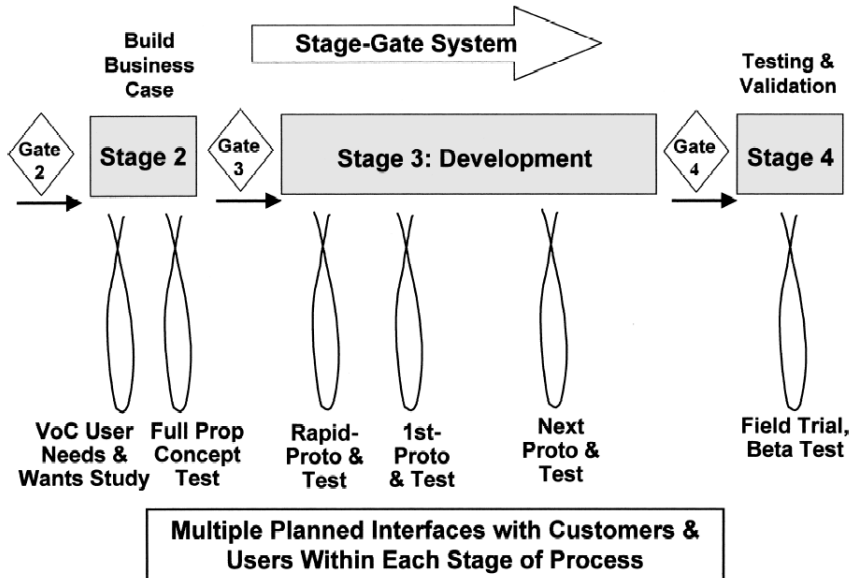 Build
Business
Case
Stage-Gate System
Testing &
Validation
Gate
2
Stage 2
Gate
3
Stage 3: Development
Gate
4
Stage 4
VoC User
Needs &
Wants Study
Full Prop
Concept
Test
Rapid-
Proto &
Test
1st-
Proto
& Test
Next
Proto &
Test
Field Trial,
Beta Test
Multiple Planned Interfaces with Customers &
Users Within Each Stage of Process